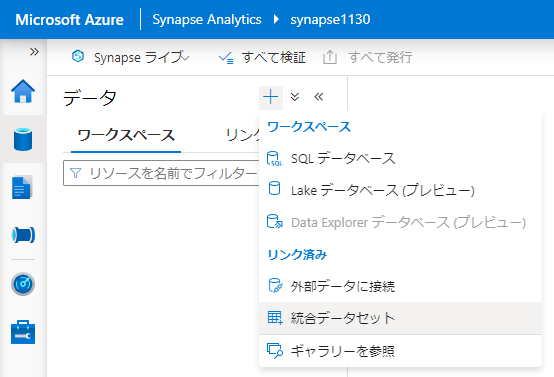 Microsoft Azure
Synapse Analytics
synapse1130
Synapse ライブ
すべて検証
すべて発行
データ
ワークスペース
リンク
リソースを名前でフィルター
ワークスペース
SQL データベース
Lake データベース (プレビュー)
Data Explorer データベース (プレビュー)
リンク済み
外部データに接続
統合データセット
ギャラリーを参照